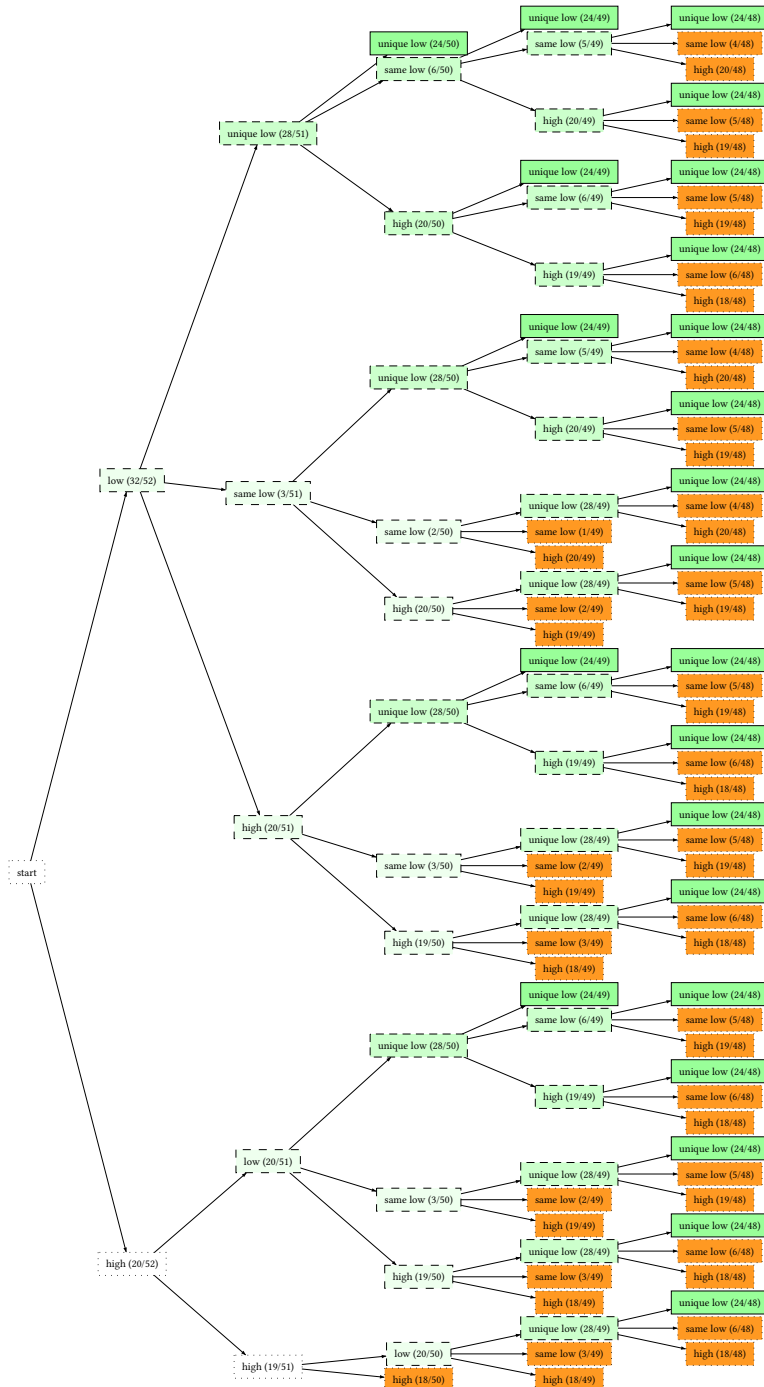 unique low (24/49)
unique low (24/48)
unique low (24/50)
same low (5/49)
same low (4/48)
same low (6/50)
high (20/48)
unique low (24/48)
unique low (28/51)
high (20/49)
same low (5/48)
high (19/48)
unique low (24/49)
unique low (24/48)
same low (6/49)
same low (5/48)
high (20/50)
high (19/48)
unique low (24/48)
high (19/49)
same low (6/48)
high (18/48)
unique low (24/49)
unique low (24/48)
same low (5/49)
same low (4/48)
unique low (28/50)
high (20/48)
unique low (24/48)
high (20/49)
same low (5/48)
high (19/48)
low (32/52)
unique low (24/48)
same low (3/51)
unique low (28/49)
same low (4/48)
same low (2/50)
same low (1/49)
high (20/48)
high (20/49)
unique low (24/48)
unique low (28/49)
same low (5/48)
high (20/50)
same low (2/49)
high (19/48)
high (19/49)
unique low (24/49)
unique low (24/48)
same low (6/49)
same low (5/48)
unique low (28/50)
high (19/48)
unique low (24/48)
high (19/49)
same low (6/48)
high (18/48)
unique low (24/48)
high (20/51)
unique low (28/49)
same low (5/48)
same low (3/50)
same low (2/49)
high (19/48)
start
high (19/49)
unique low (24/48)
unique low (28/49)
same low (6/48)
high (19/50)
same low (3/49)
high (18/48)
high (18/49)
unique low (24/49)
unique low (24/48)
same low (6/49)
same low (5/48)
unique low (28/50)
high (19/48)
unique low (24/48)
high (19/49)
same low (6/48)
high (18/48)
unique low (24/48)
low (20/51)
unique low (28/49)
same low (5/48)
same low (3/50)
same low (2/49)
high (19/48)
high (19/49)
unique low (24/48)
high (20/52)
unique low (28/49)
same low (6/48)
high (19/50)
same low (3/49)
high (18/48)
high (18/49)
unique low (24/48)
unique low (28/49)
same low (6/48)
low (20/50)
same low (3/49)
high (18/48)
high (19/51)
high (18/50)
high (18/49)